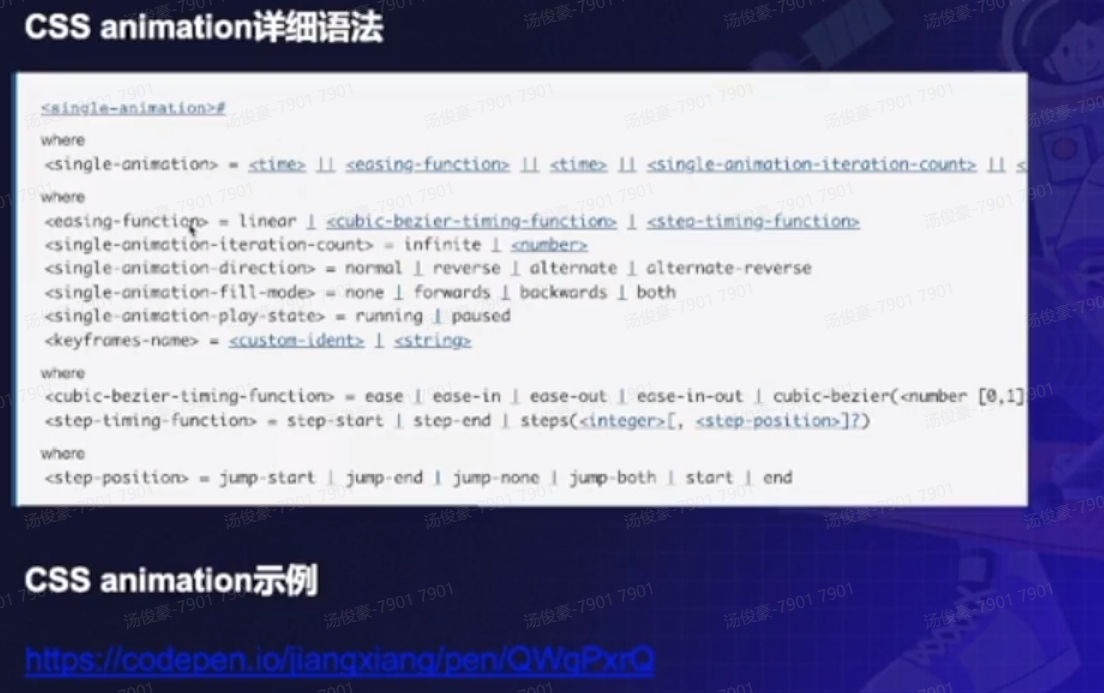 CSS animation详细语法
<single-animation>#
where
<single-animation> = <time> || <easing-function> || <time> || <single-animation-iteration-count> || <
where
<easing-function> = linear | <cubic-bezier-timing-function> | <step-timing-function>
<single-animation-iteration-count> = infinite | <number>
<single-animation-direction> = normal | reverse | alternate | alternate-reverse
<single-animation-fill-mode> = none | forwards | backwards | both
<single-animation-play-state> = running | paused
<keyframes-name> = <custom-ident> | <string>
where
<cubic-bezier-timing-function> = ease | ease-in | ease-out | ease-in-out | cubic-bezier(<number [0,1]
<step-timing-function> = step-start | step-end | steps(<integer>[, <step-position>]?)
where
<step-position> = jump-start | jump-end | jump-none | jump-both | start | end
CSS animation示例
https://codepen.io/jiangxiang/pen/QWqPxrQ
汤俊豪-7901 7901